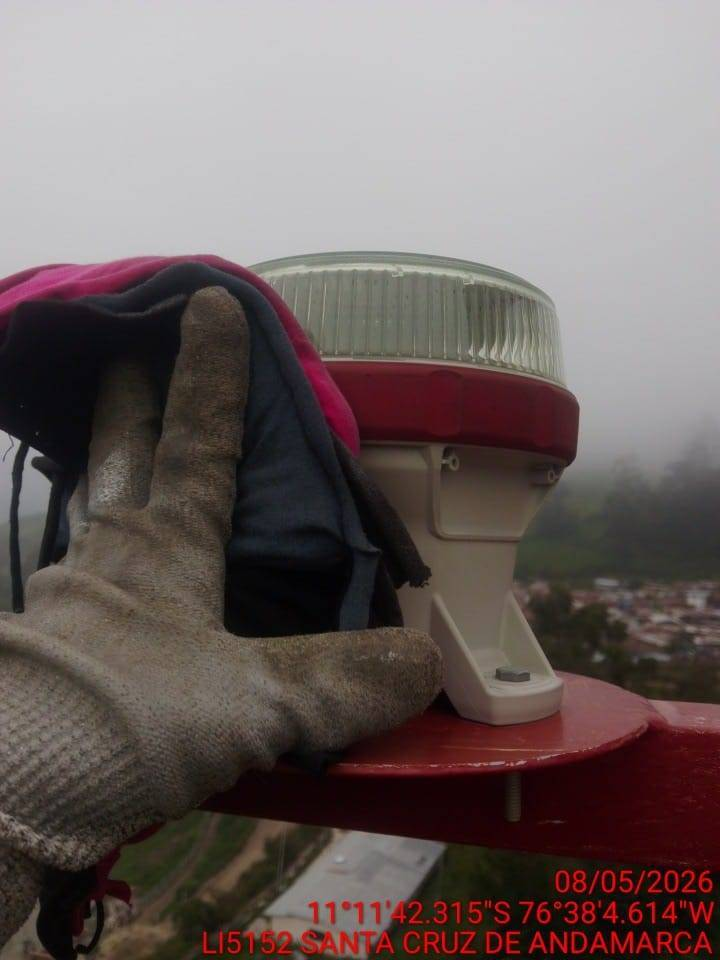 08/05/2026
11°11'42.315"S 76°38'4.614"W
LI5152 SANTA CRUZ DE ANDAMARCA